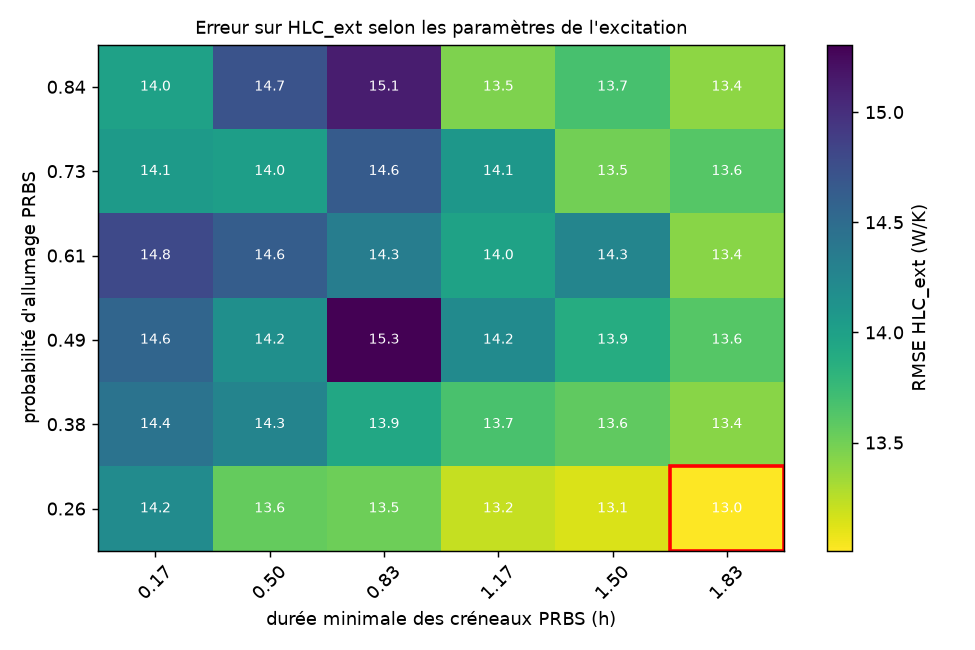 Erreur sur HLC_ext selon les paramètres de l'excitation
probabilité d'allumage PRBS
0.84 14.0 14.7 15.1 13.5 13.7 13.4
0.73 14.1 14.0 14.6 14.1 13.5 13.6
0.61 14.8 14.6 14.3 14.0 14.3 13.4
0.49 14.6 14.2 15.3 14.2 13.9 13.6
0.38 14.4 14.3 13.9 13.7 13.6 13.4
0.26 14.2 13.6 13.5 13.2 13.1 13.0
0.17 0.50 0.83 1.17 1.50 1.83
durée minimale des créneaux PRBS (h)
15.0
14.5
14.0
13.5
RMSE HLC_ext (W/K)